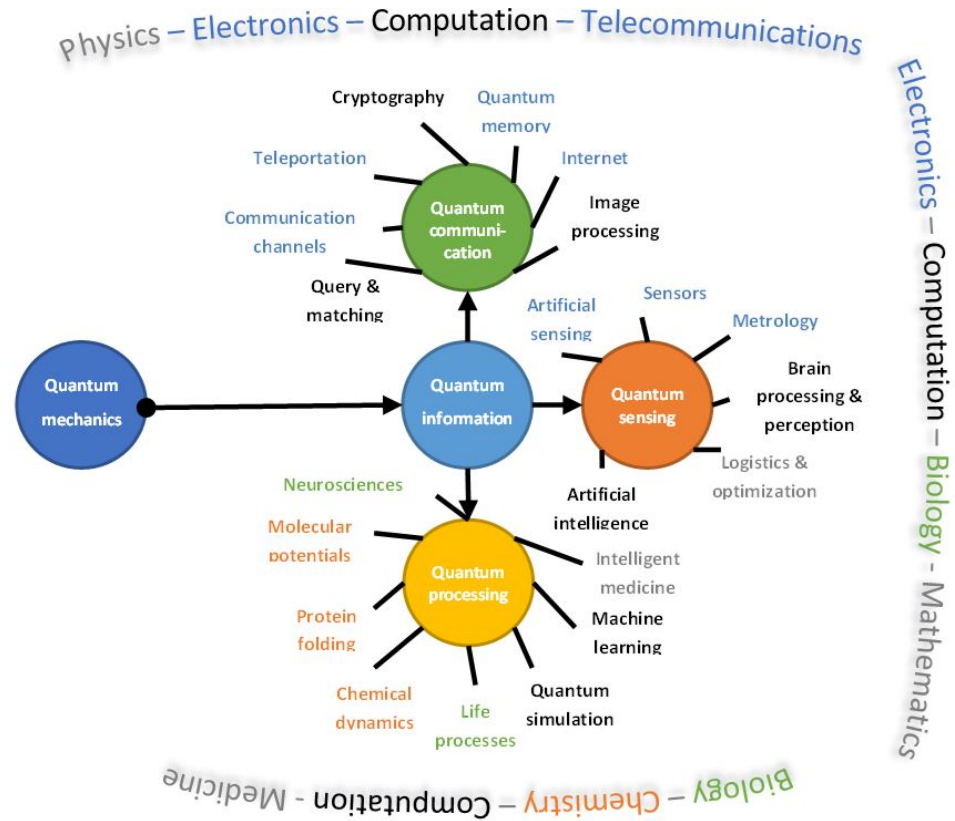 Physics – Electronics – Computation – Telecommunications
Electronics – Computation – Biology - Mathematics
Cryptography
Quantum
memory
Teleportation
Internet
Communication
channels
Image
processing
Query &
matching
Quantum
communi-
cation
Artificial
sensing
Sensors
Metrology
Brain
processing &
perception
Logistics &
optimization
Artificial
intelligence
Quantum
sensing
Quantum
mechanics
Quantum
information
Neurosciences
Molecular
potentials
Protein
folding
Chemical
dynamics
Life
processes
Quantum
simulation
Machine
learning
Intelligent
medicine
Quantum
processing
Biology – Chemistry – Computation - Medicine